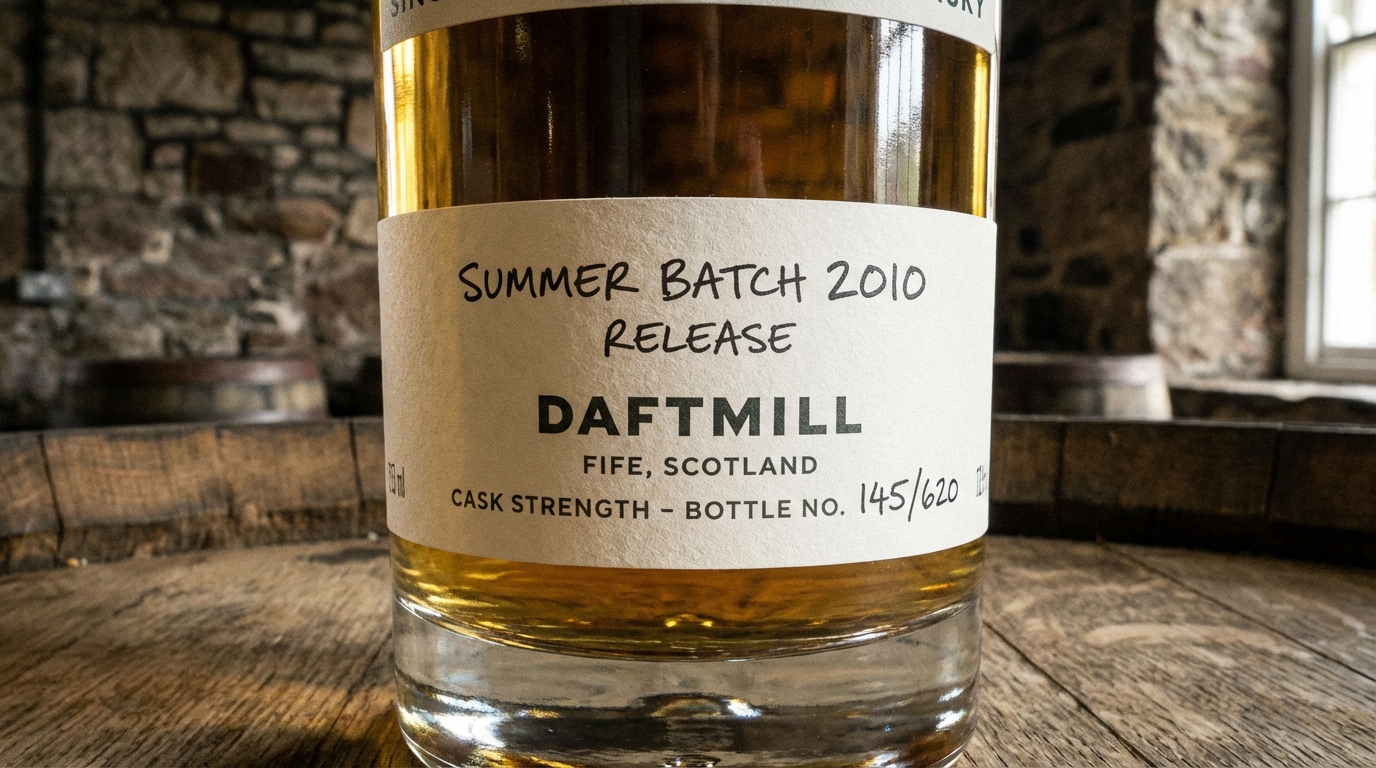 SUMMER BATCH 2010
RELEASE
DAFTMILL
FIFE, SCOTLAND
CASK STRENGTH – BOTTLE NO. 145/620